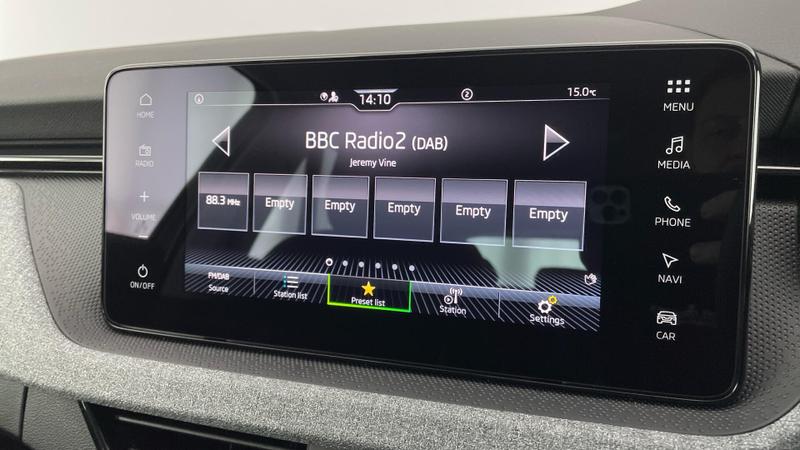 14:10
2
15.0°C
HOME
RADIO
VOLUME
ON/OFF
BBC Radio2 (DAB)
Jeremy Vine
88.3 MHz
Empty
Empty
Empty
Empty
Empty
FM/DAB
Source
Station list
Preset list
Station
Settings
MENU
MEDIA
PHONE
NAVI
CAR